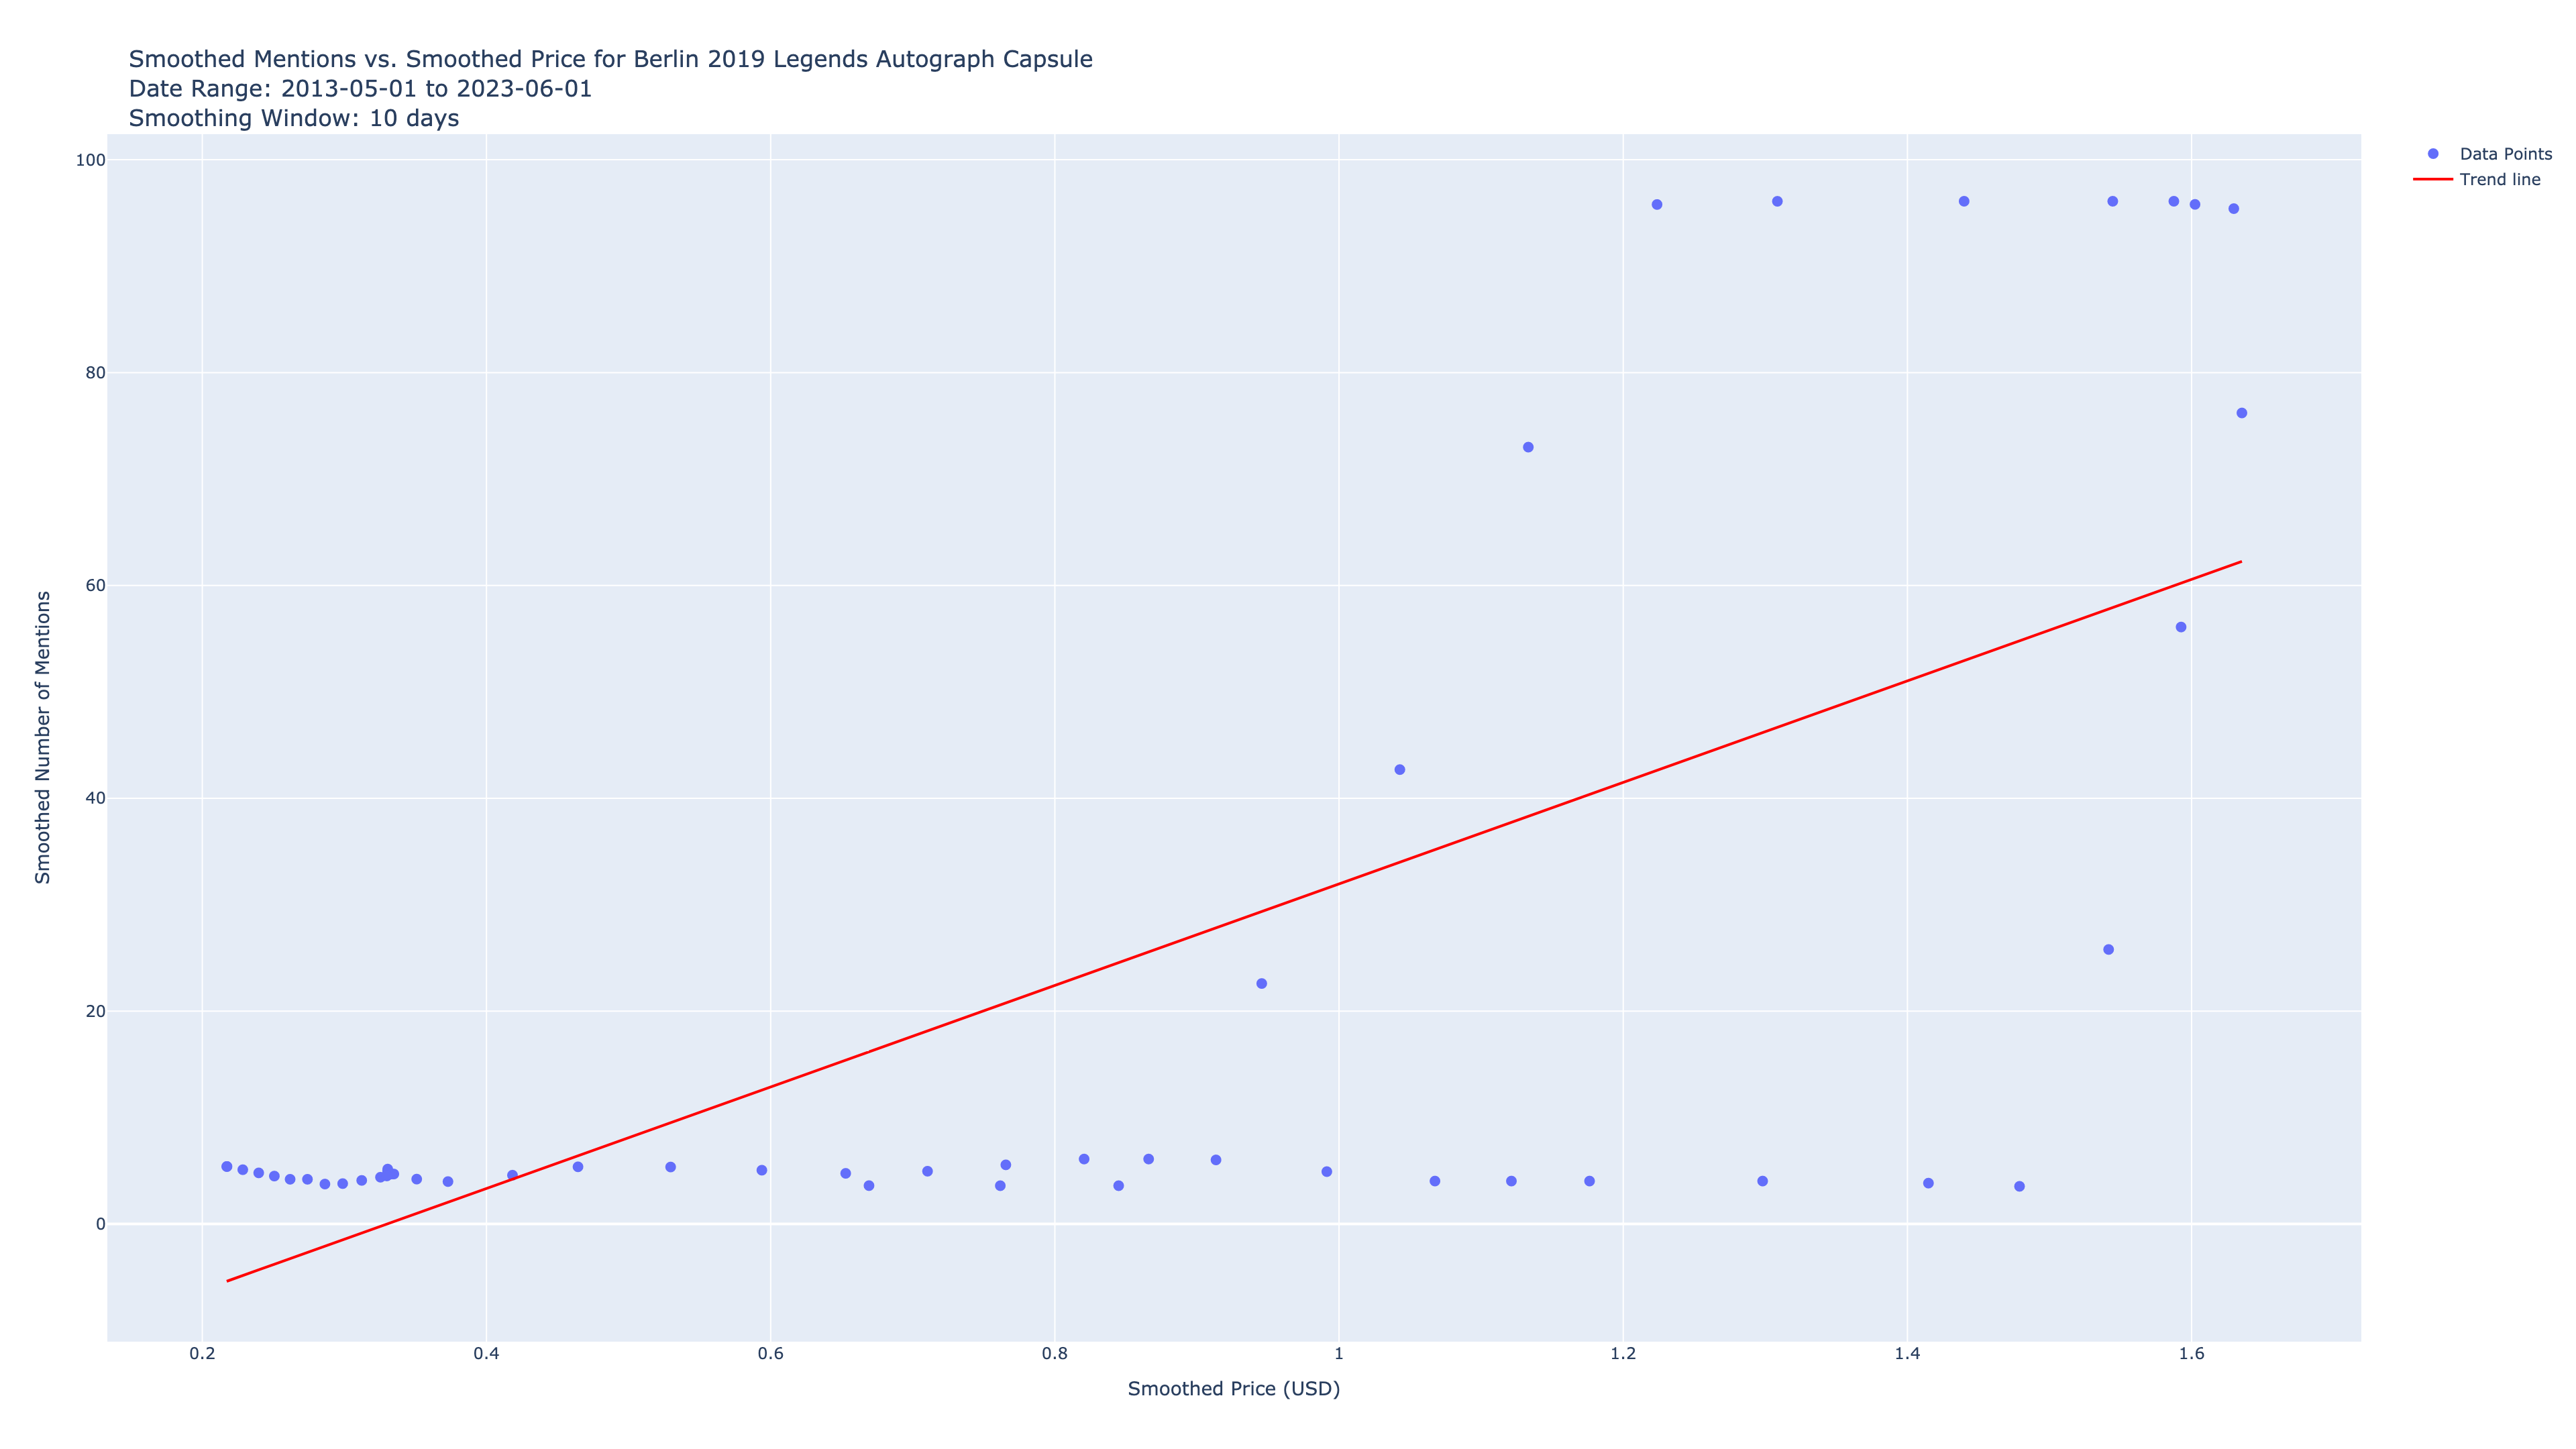 Smoothed Mentions vs. Smoothed Price for Berlin 2019 Legends Autograph Capsule
Date Range: 2013-05-01 to 2023-06-01
Smoothing Window: 10 days
Data Points
Trend line
Smoothed Number of Mentions
100
80
60
40
20
0
0.2
0.4
0.6
0.8
1
1.2
1.4
1.6
Smoothed Price (USD)